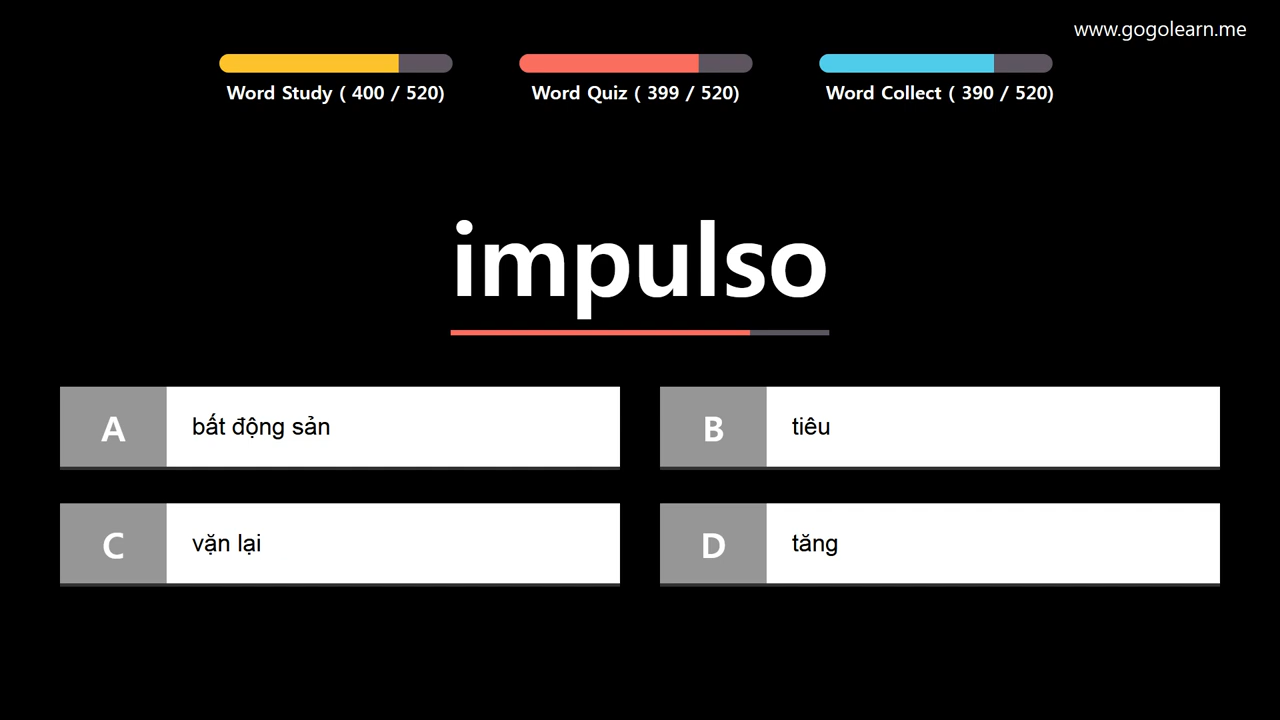 www.gogolearn.me
Word Study ( 400 / 520)
Word Quiz ( 399 / 520)
Word Collect ( 390 / 520)
impulso
A
bất động sản
B
tiêu
C
vặn lại
D
tăng